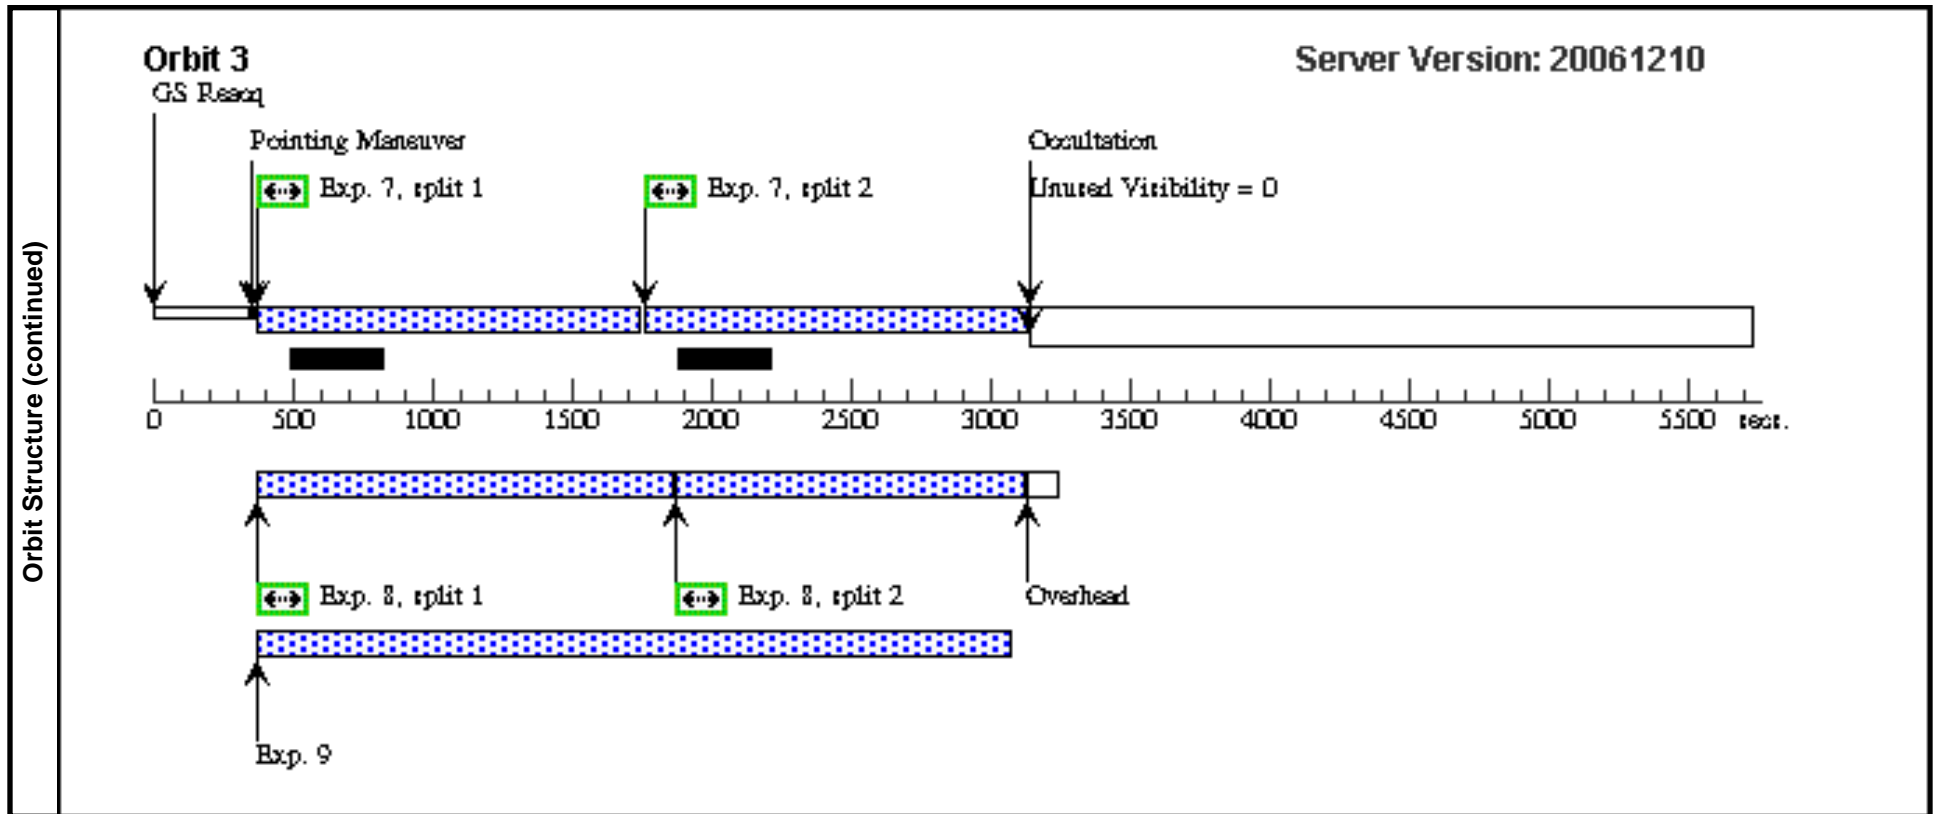 Orbit Structure (continued)
Orbit 3
Server Version: 20061210
GS Reacq
Pointing Maneuver
Occultation
Exp. 7, split 1
Exp. 7, split 2
Unused Visibility = 0
0 500 1000 1500 2000 2500 3000 3500 4000 4500 5000 5500 secs.
Exp. 8, split 1
Exp. 8, split 2
Overhead
Exp. 9